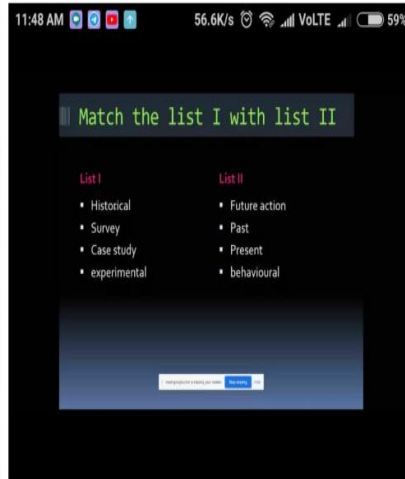 11:48 AM 56.6K/s VoLTE 59%
Match the list I with list II
List I
▪ Historical
▪ Survey
▪ Case study
▪ experimental
List II
▪ Future action
▪ Past
▪ Present
▪ behavioural
Stop sharing